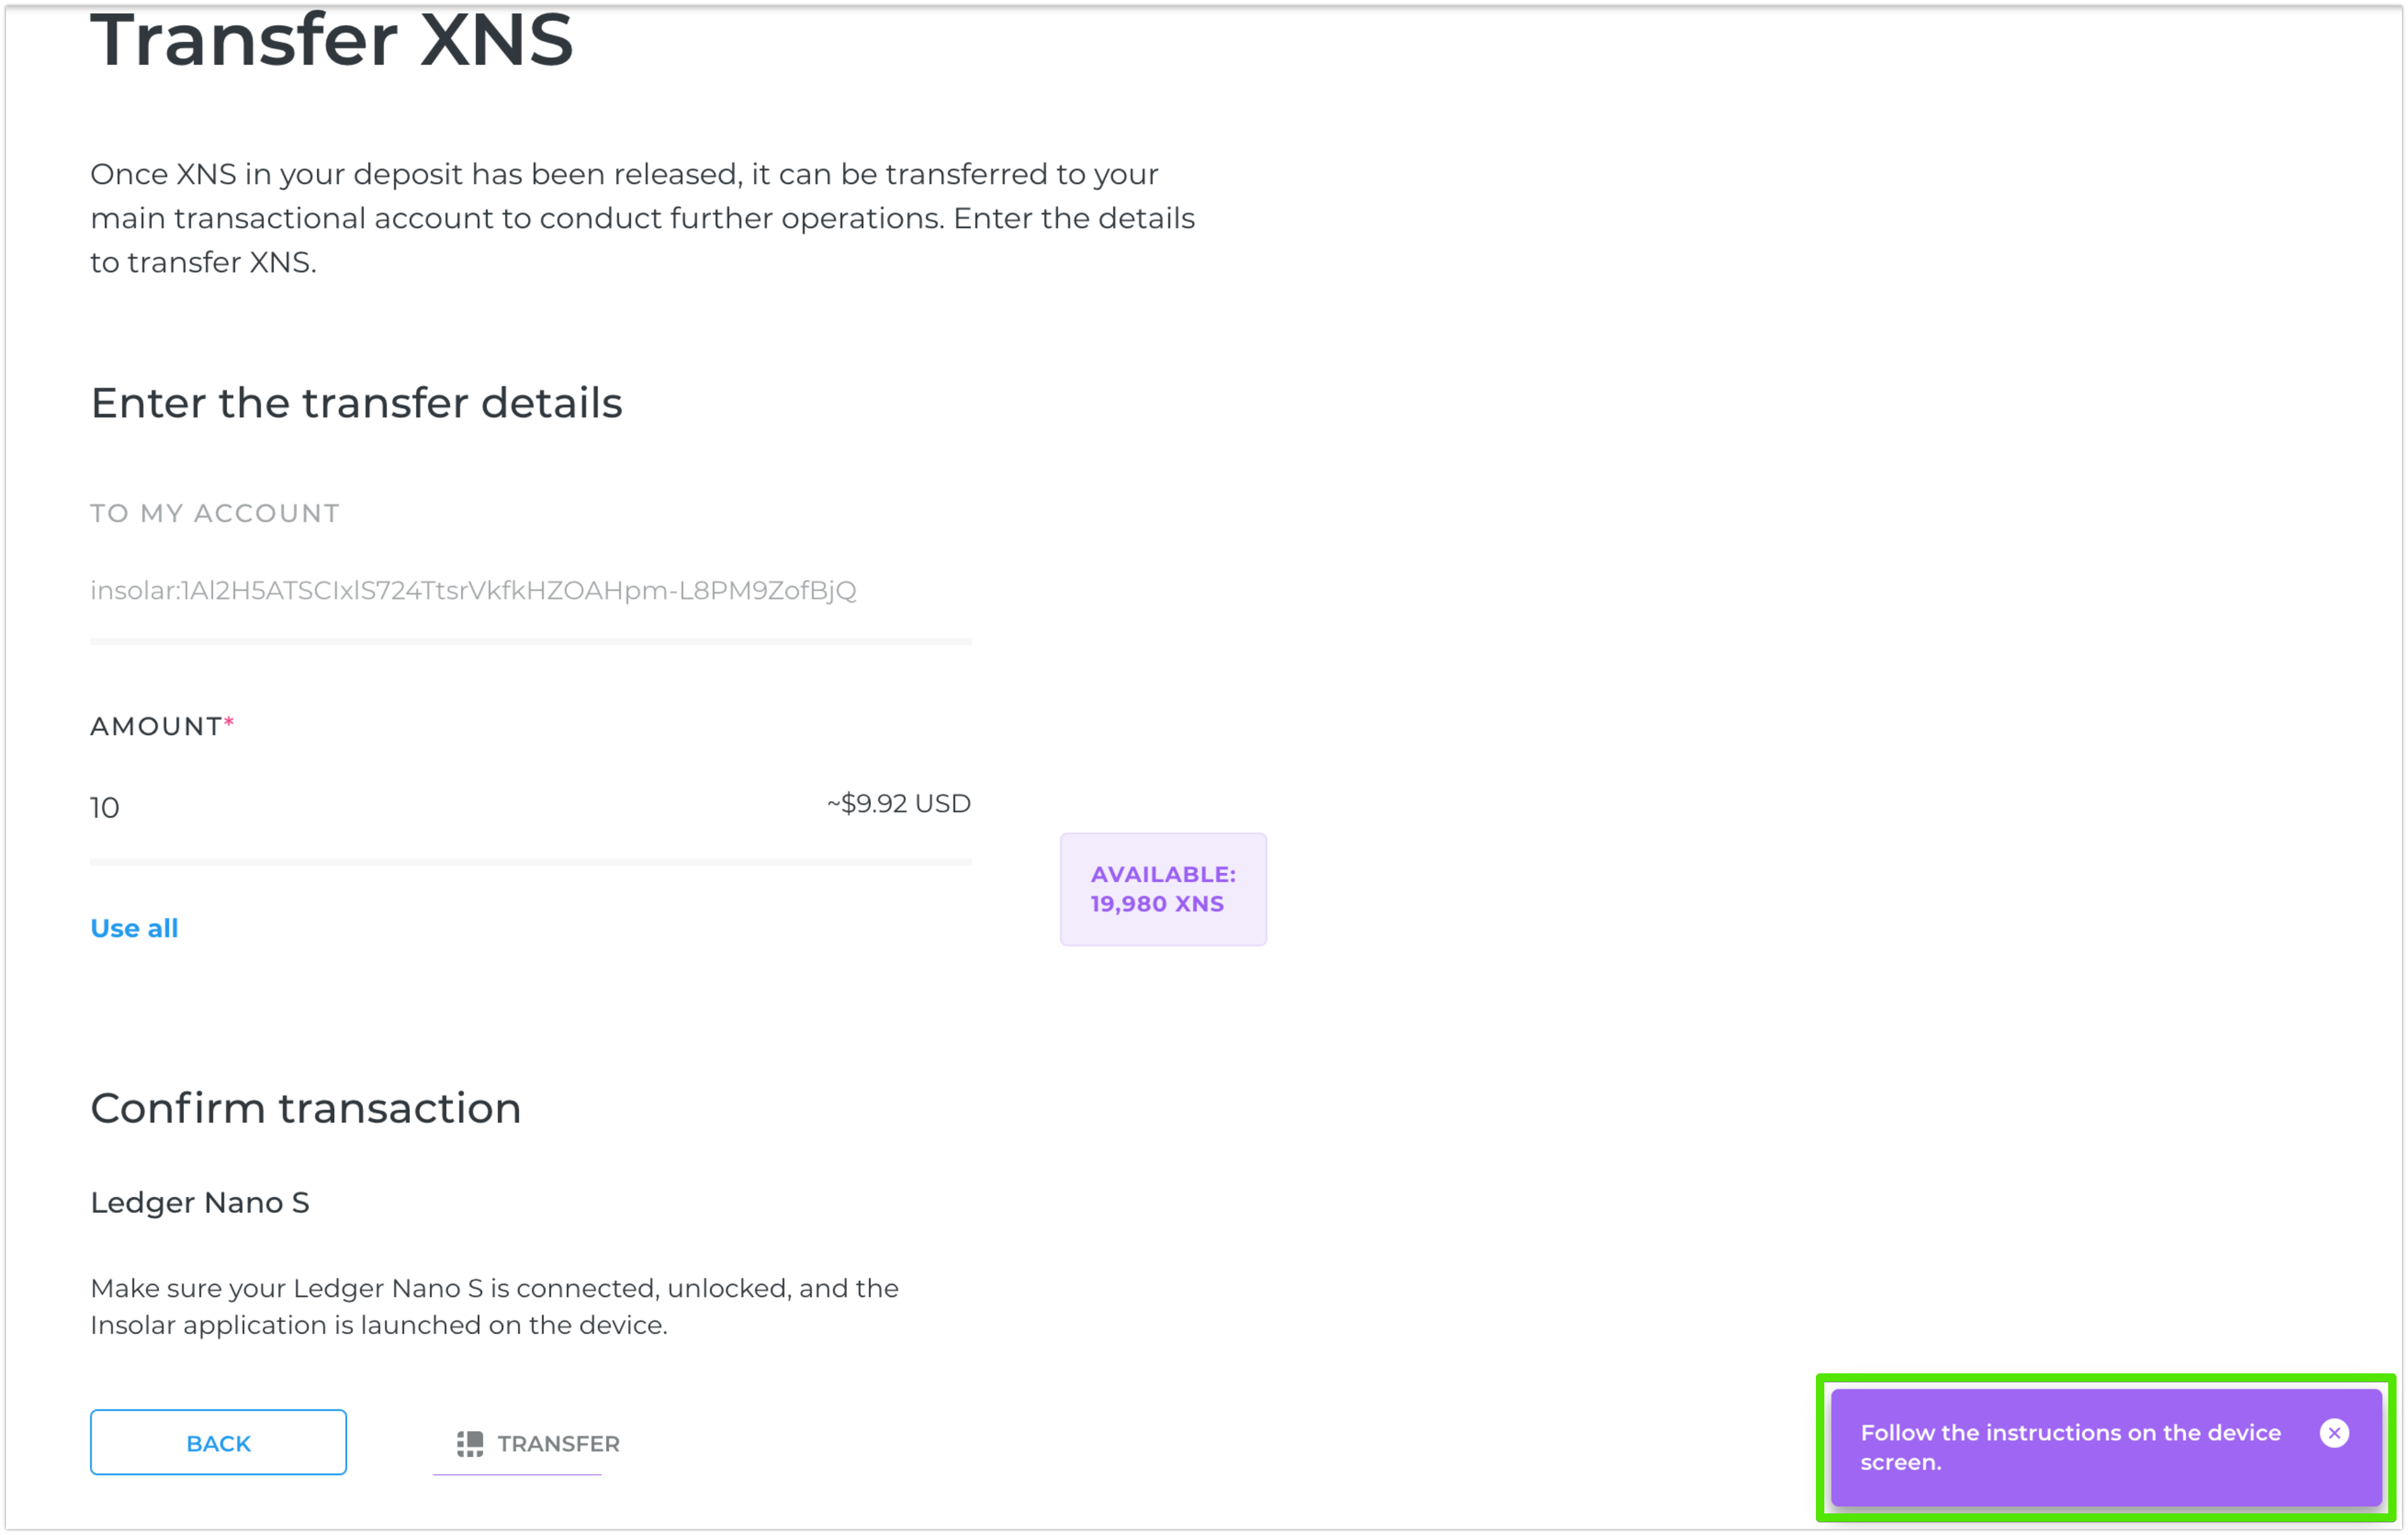 Transfer XNS
Once XNS in your deposit has been released, it can be transferred to your
main transactional account to conduct further operations. Enter the details
to transfer XNS.
Enter the transfer details
TO MY ACCOUNT
insolar:1Al2H5ATSCIxlS724TtsrVkfkHZOAHpm-L8PM9ZofBjQ
AMOUNT*
10
~$9.92 USD
AVAILABLE:
19,980 XNS
Use all
Confirm transaction
Ledger Nano S
Make sure your Ledger Nano S is connected, unlocked, and the
Insolar application is launched on the device.
BACK
TRANSFER
Follow the instructions on the device
screen.